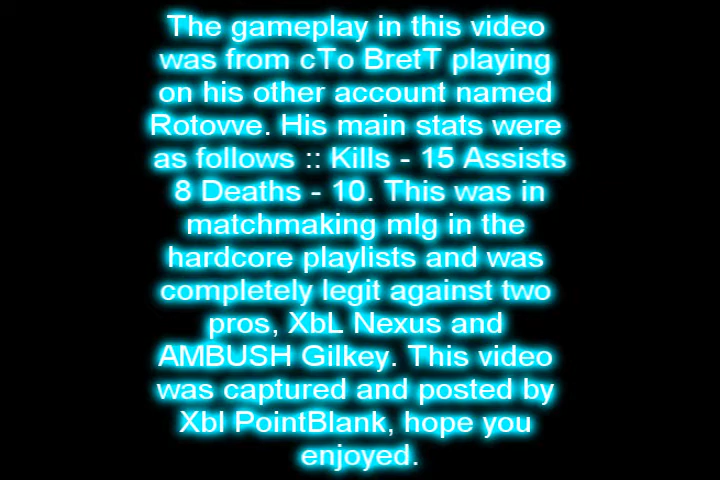 The gameplay in this video
was from cTo BretT playing
on his other account named
Rotovve. His main stats were
as follows :: Kills - 15 Assists
8 Deaths - 10. This was in
matchmaking mlg in the
hardcore playlists and was
completely legit against two
pros, XbL Nexus and
AMBUSH Gilkey. This video
was captured and posted by
Xbl PointBlank, hope you
enjoyed.